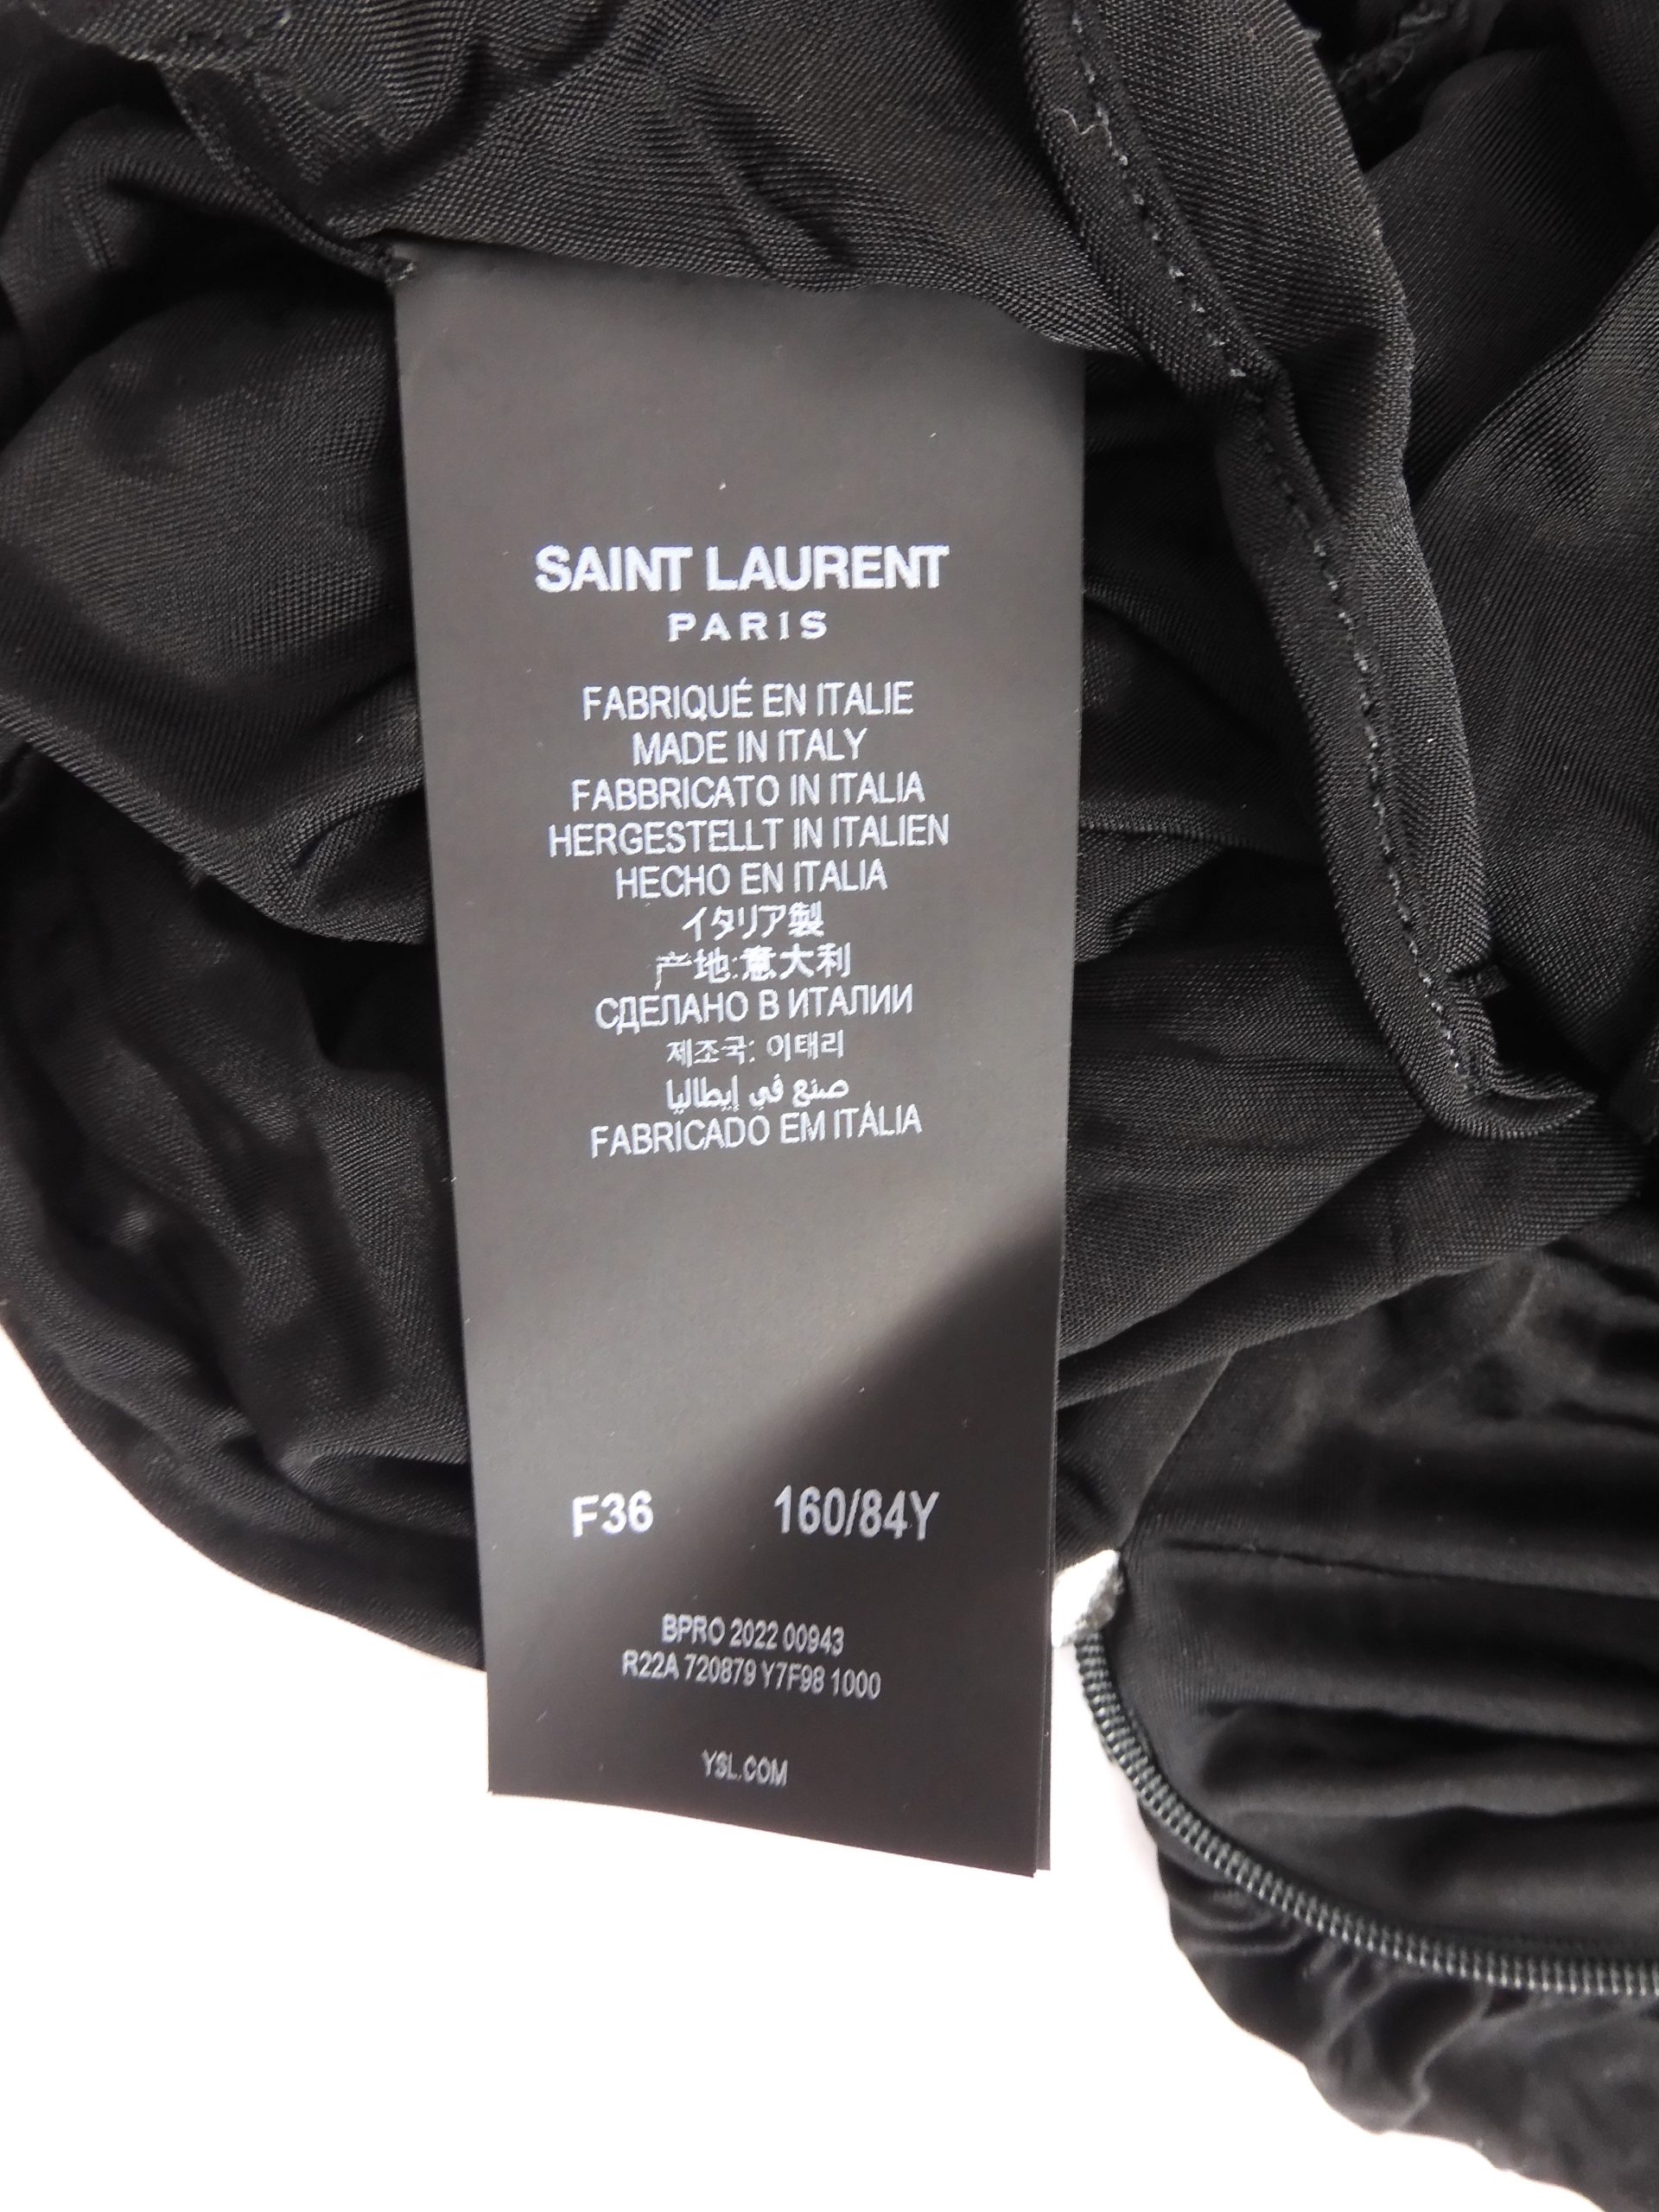 SAINT LAURENT
PARIS
FABRIQUÉ EN ITALIE
MADE IN ITALY
FABBRICATO IN ITALIA
HERGESTELLT IN ITALIEN
HECHO EN ITALIA
イタリア製
产地:意大利
СДЕЛАНО В ИТАЛИИ
제조국: 이태리
صنع في إيطاليا
FABRICADO EM ITÁLIA
F36 160/84Y
BPRO 2022 00943
R22A 720879 Y7F98 1000
YSL.COM